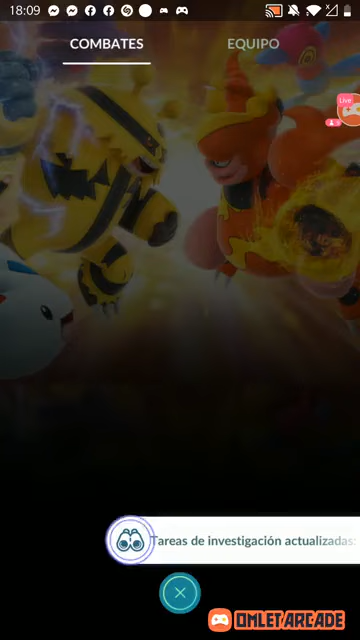 18:09
COMBATES
EQUIPO
Live
Tareas de investigación actualizadas:
OMLET ARCADE